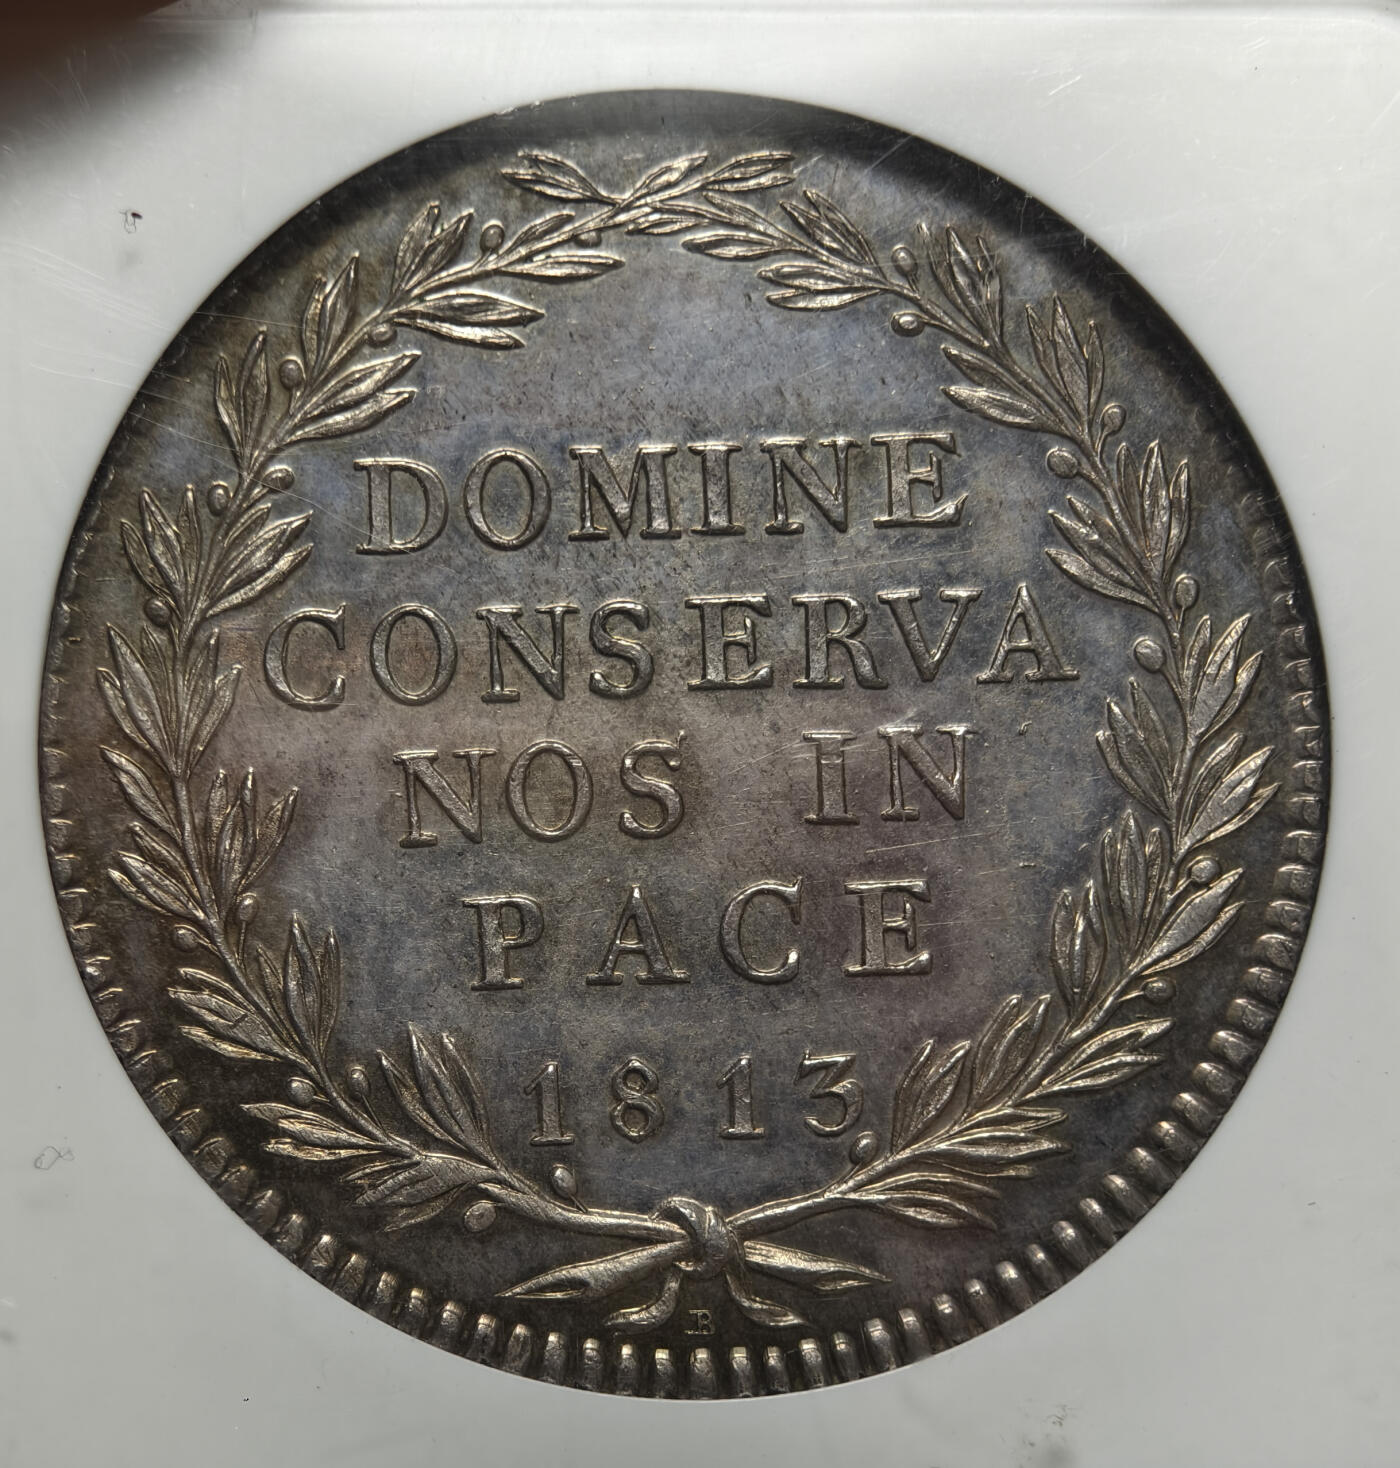 DOMINE
CONSERVA
NOS IN
PACE
1813
B